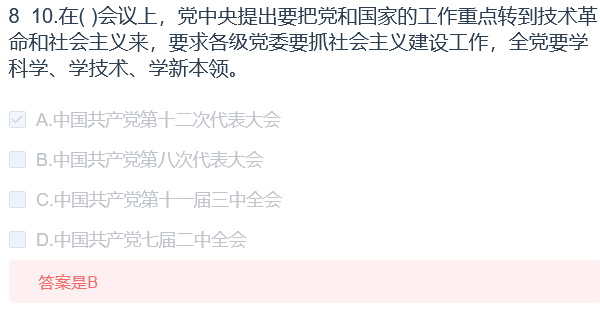 8 10.在( )会议上，党中央提出要把党和国家的工作重点转到技术革
命和社会主义来，要求各级党委要抓社会主义建设工作，全党要学
科学、学技术、学新本领。
A.中国共产党第十二次代表大会
B.中国共产党第八次代表大会
C.中国共产党第十一届三中全会
D.中国共产党七届二中全会
答案是B